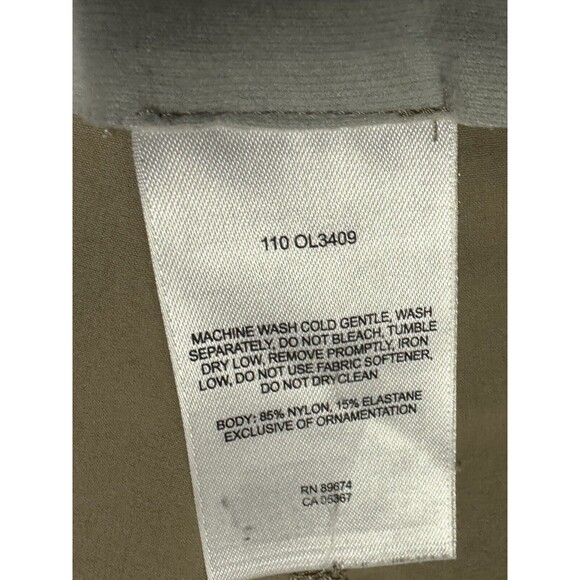 110 OL3409
MACHINE WASH COLD GENTLE, WASH
SEPARATELY, DO NOT BLEACH, TUMBLE
DRY LOW, REMOVE PROMPTLY, IRON
LOW, DO NOT USE FABRIC SOFTENER,
DO NOT DRYCLEAN
BODY: 85% NYLON, 15% ELASTANE
EXCLUSIVE OF ORNAMENTATION
RN 89674
CA 05367